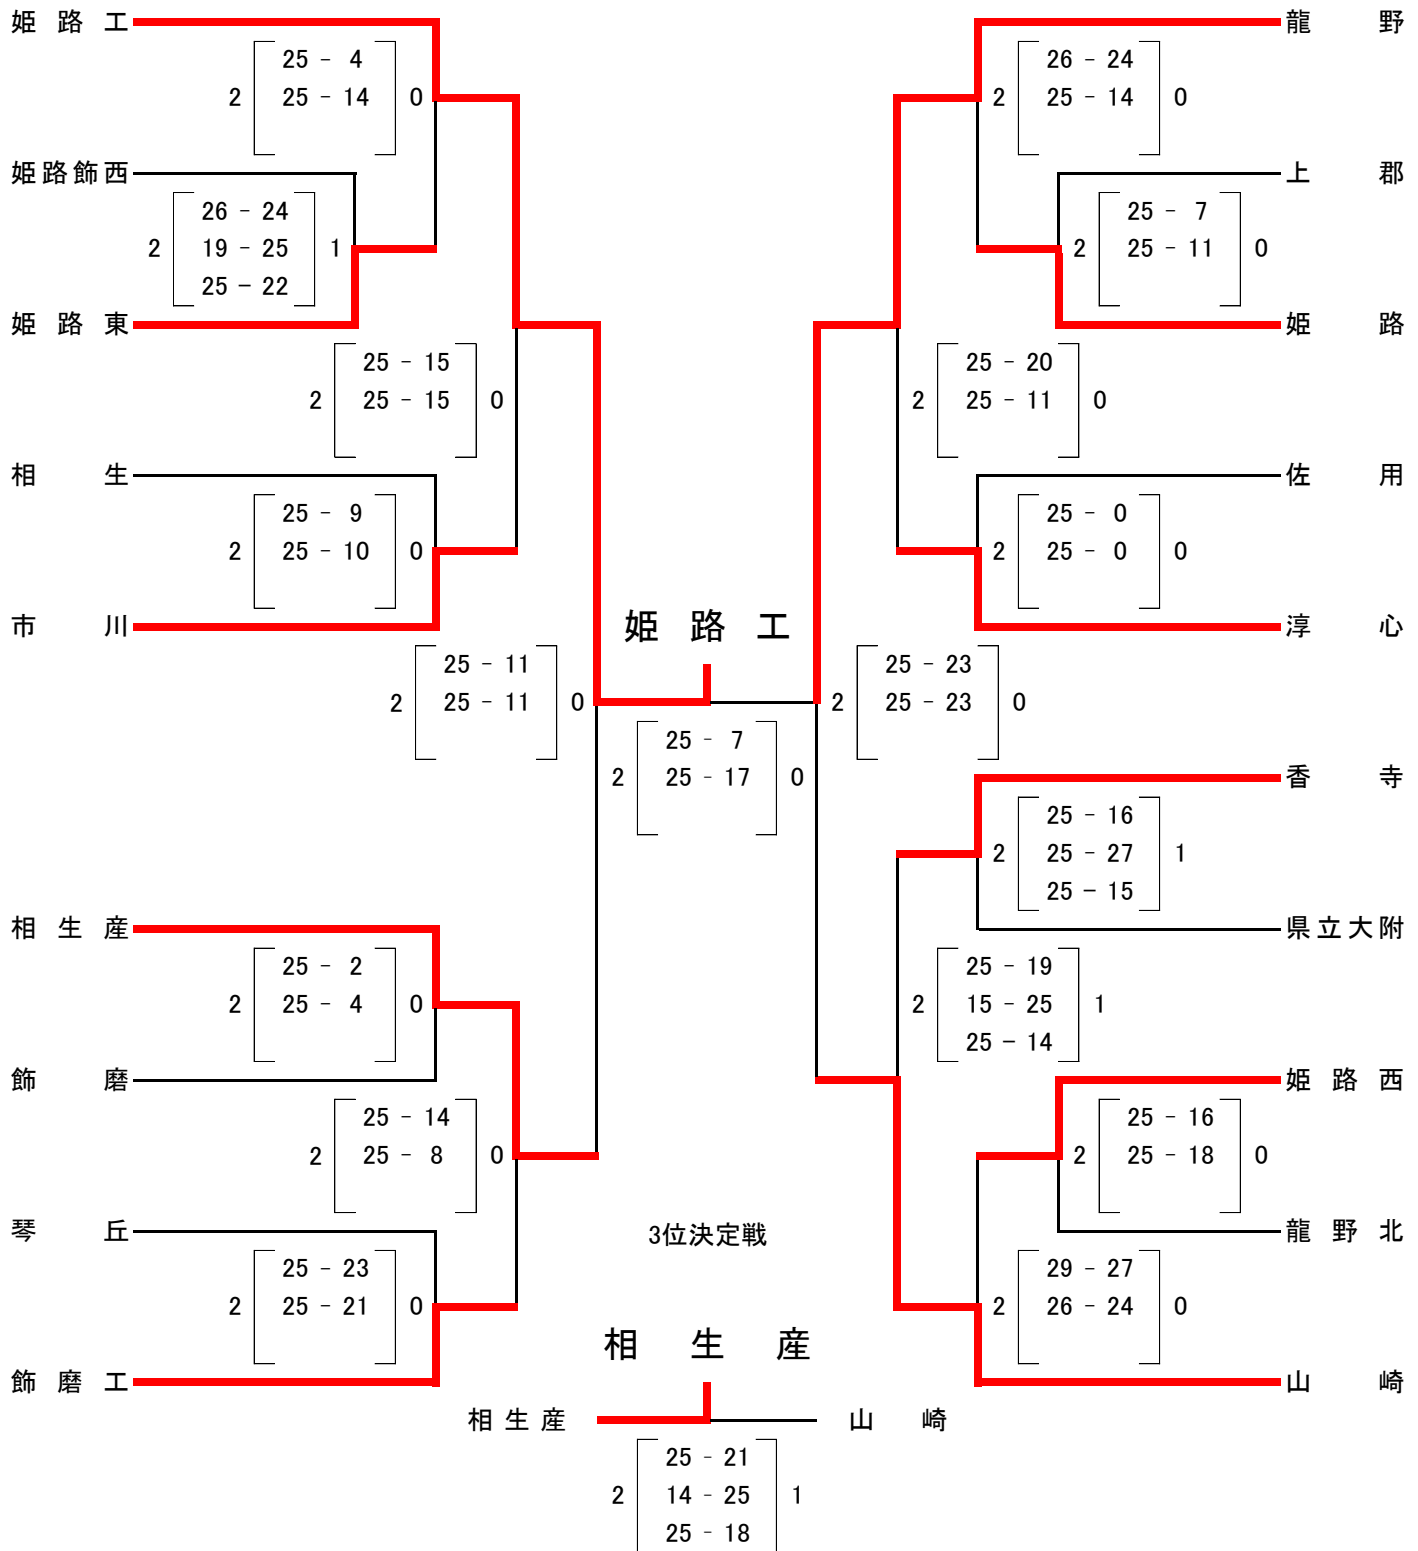 姫路工
25 - 4
2 25 - 14 0
姫路飾西
26 - 24
2 19 - 25 1
25 - 22
姫路東
25 - 15
2 25 - 15 0
相生
25 - 9
2 25 - 10 0
市川
25 - 11
2 25 - 11 0
相生産
25 - 2
2 25 - 4 0
飾磨
25 - 14
2 25 - 8 0
琴丘
25 - 23
2 25 - 21 0
飾磨工
姫路工
25 - 7
2 25 - 17 0
3位決定戦
相生産
相生産 山崎
25 - 21
2 14 - 25 1
25 - 18
龍野
26 - 24
2 25 - 14 0
上郡
25 - 7
2 25 - 11 0
姫路
25 - 20
2 25 - 11 0
佐用
25 - 0
2 25 - 0 0
淳心
25 - 23
2 25 - 23 0
香寺
25 - 16
2 25 - 27 1
25 - 15
県立大附
25 - 19
2 15 - 25 1
25 - 14
姫路西
25 - 16
2 25 - 18 0
龍野北
29 - 27
2 26 - 24 0
山崎